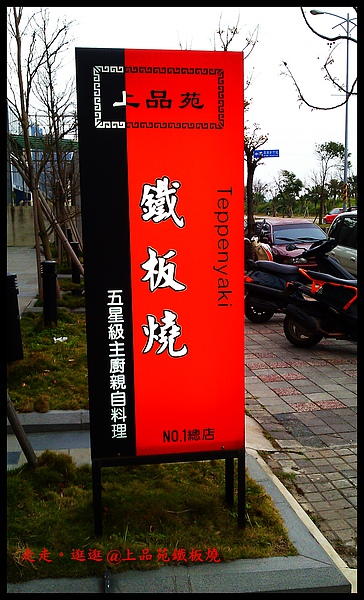 上品苑
鐵板燒
Teppenyaki
五星級主廚親自料理
NO.1總店
走。逛逛@上品苑鐵板燒